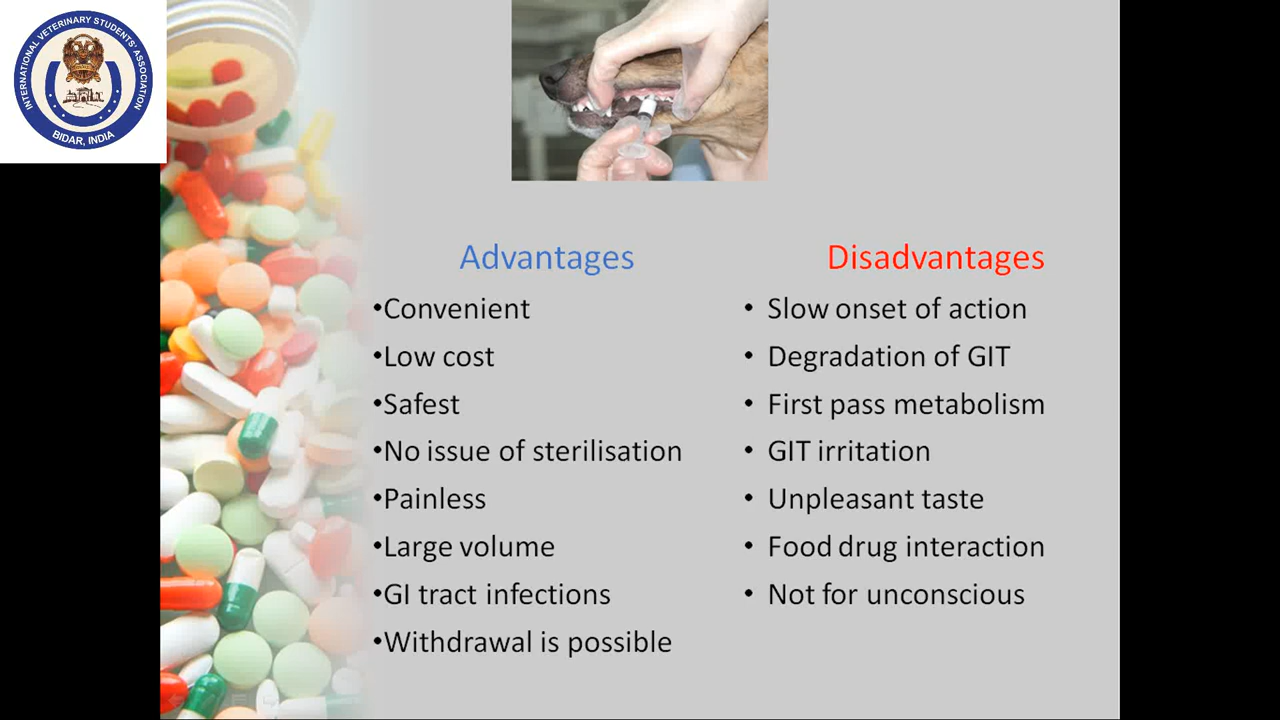 INTERNATIONAL VETERINARY STUDENTS' ASSOCIATION
BIDAR, INDIA
Advantages
•Convenient
•Low cost
•Safest
•No issue of sterilisation
•Painless
•Large volume
•GI tract infections
•Withdrawal is possible
Disadvantages
• Slow onset of action
• Degradation of GIT
• First pass metabolism
• GIT irritation
• Unpleasant taste
• Food drug interaction
• Not for unconscious